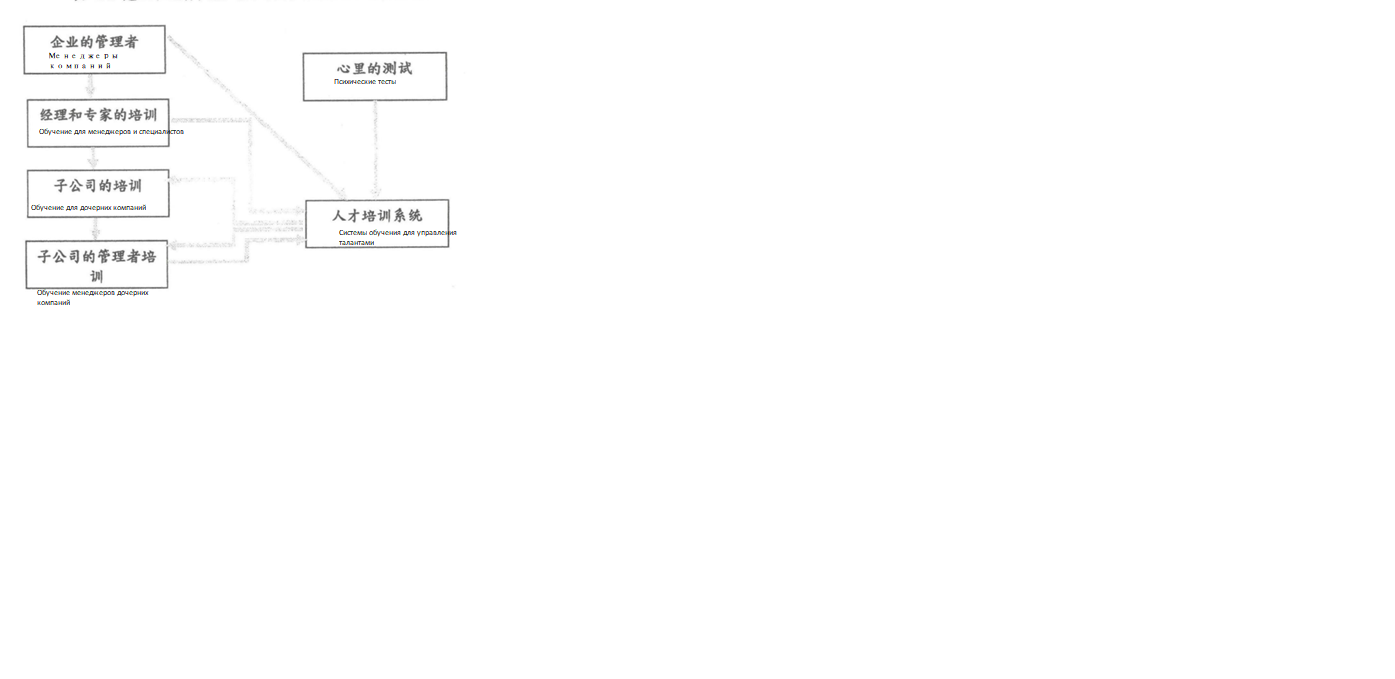 企业的管理者
Менеджеры
компаний
经理和专家的培训
Обучение для менеджеров и специалистов
子公司的培训
Обучение для дочерних компаний
子公司的管理者培
训
Обучение менеджеров дочерних
компаний
心里的测试
Психические тесты
人才培训系统
Системы обучения для управления
талантами